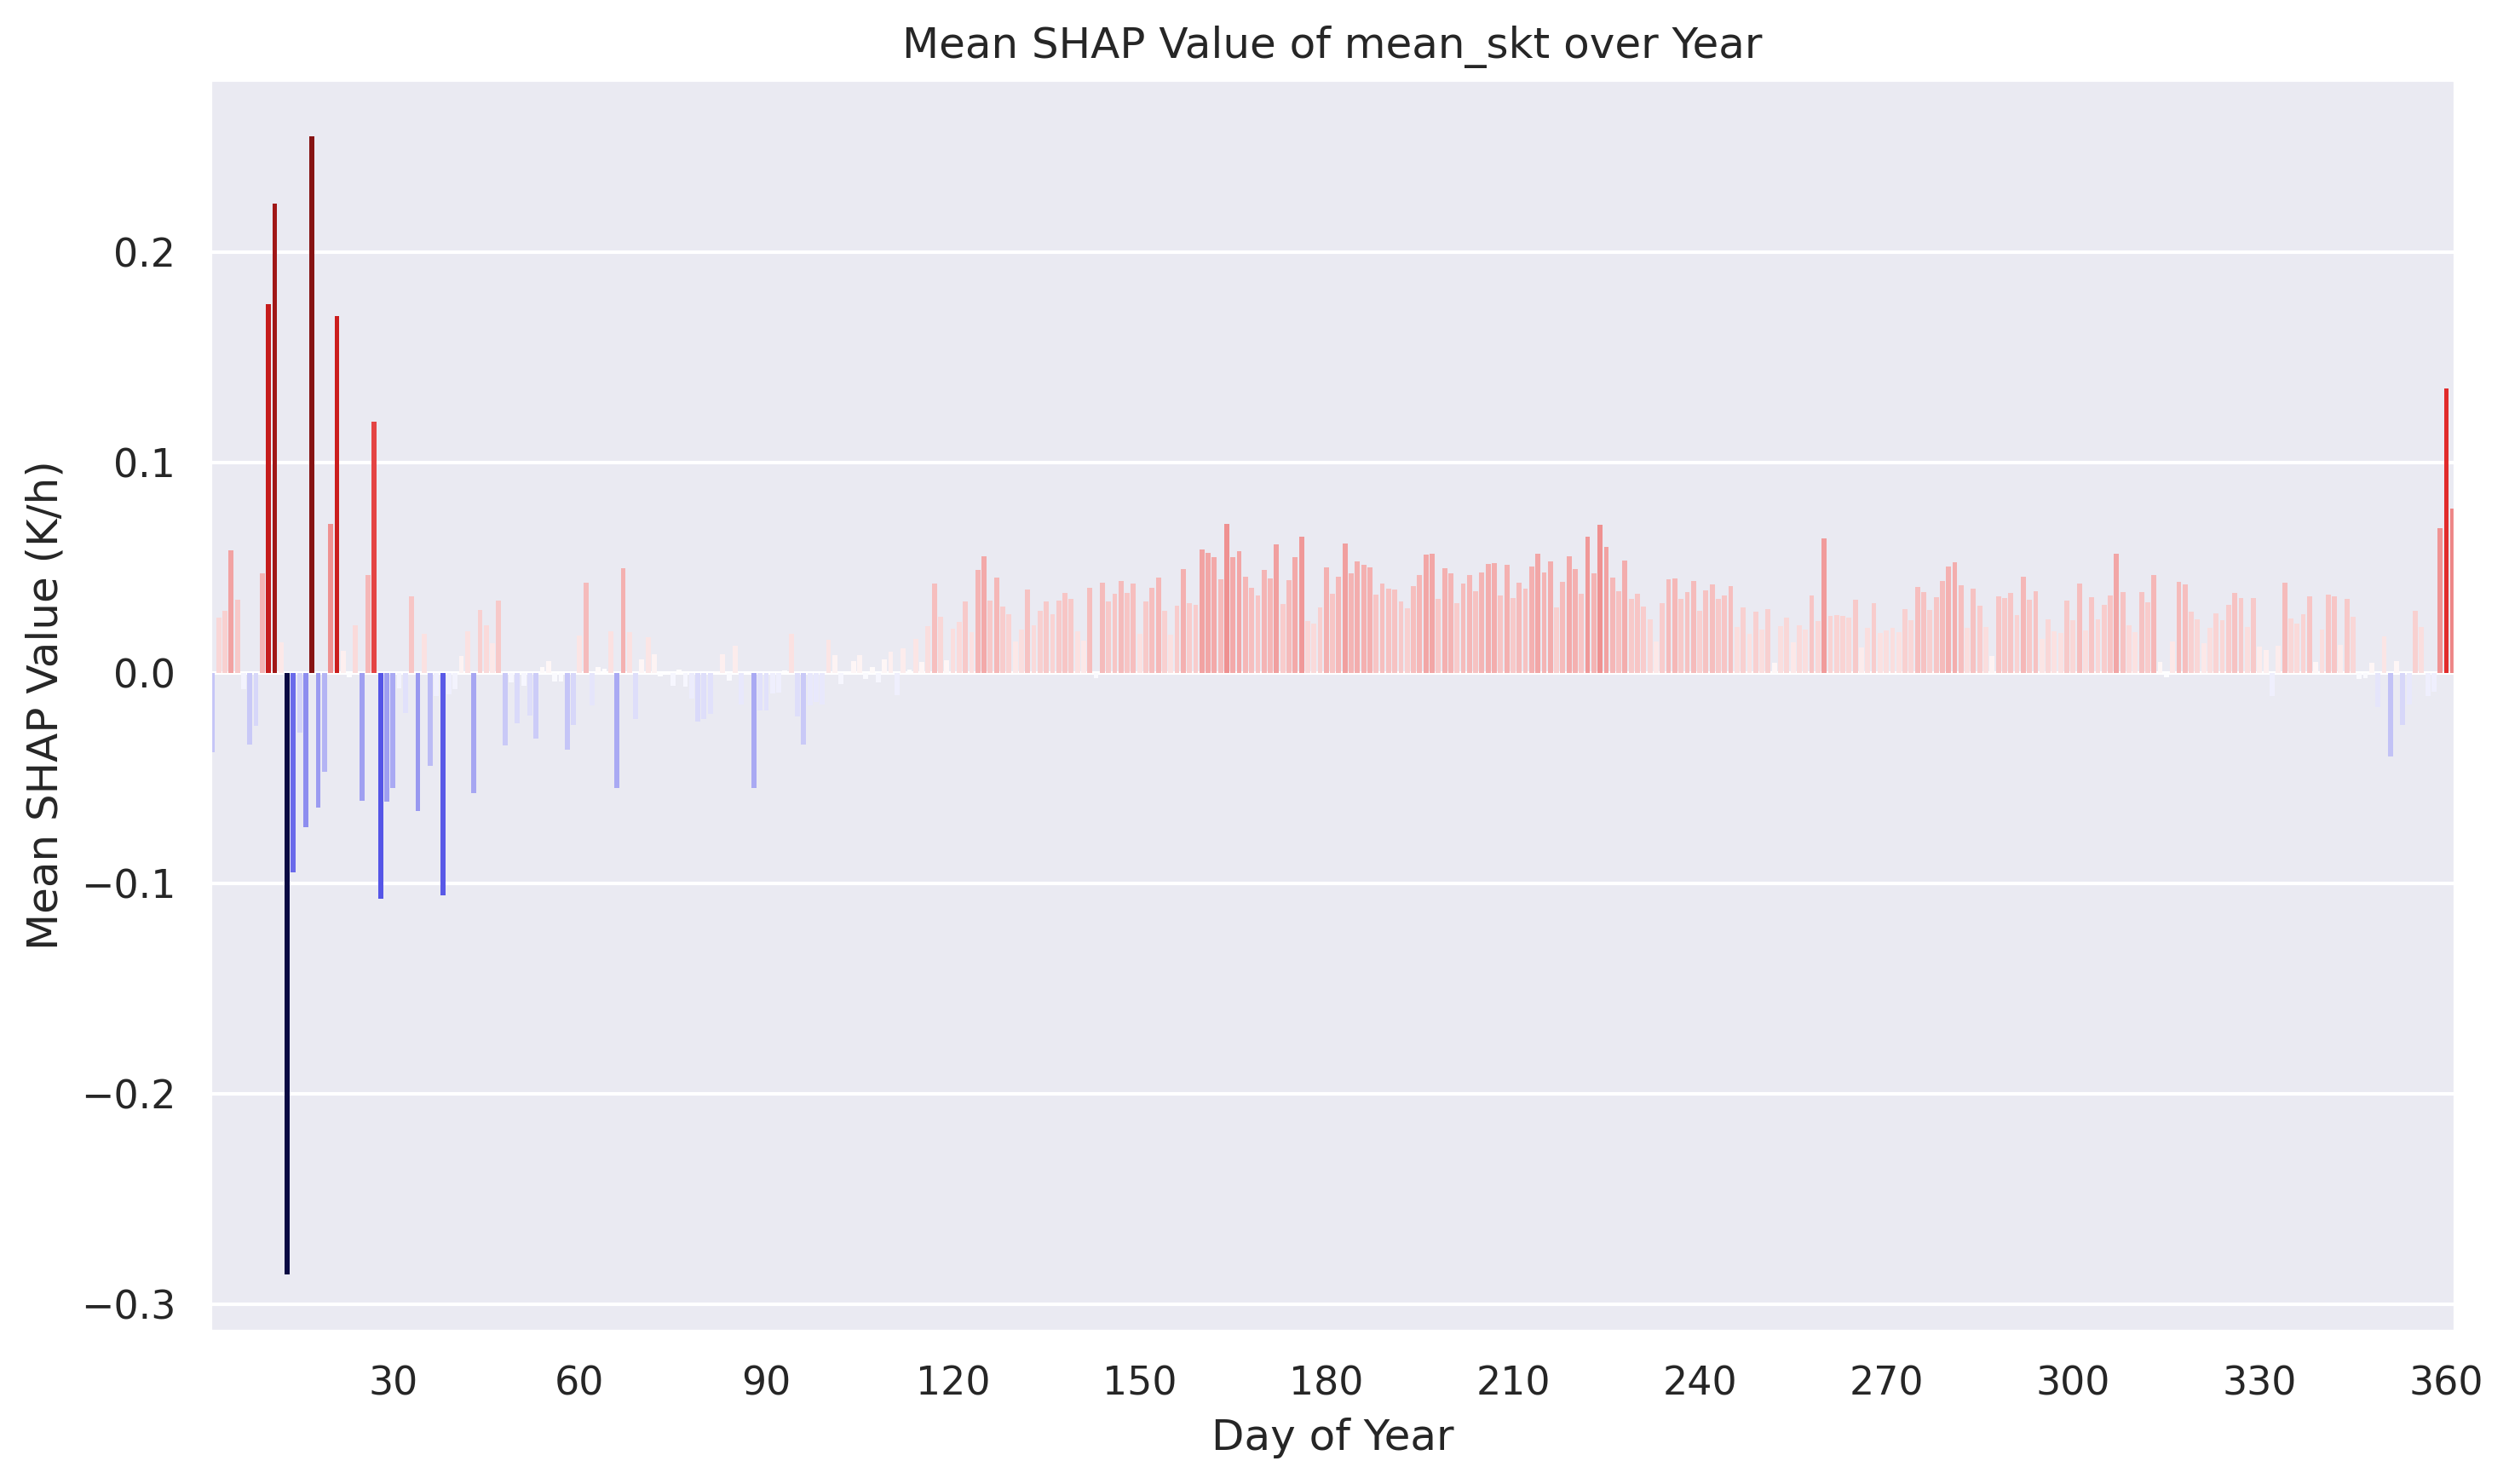 Mean SHAP Value of mean_skt over Year
Mean SHAP Value (K/h)
0.2
0.1
0.0
−0.1
−0.2
−0.3
30 60 90 120 150 180 210 240 270 300 330 360
Day of Year